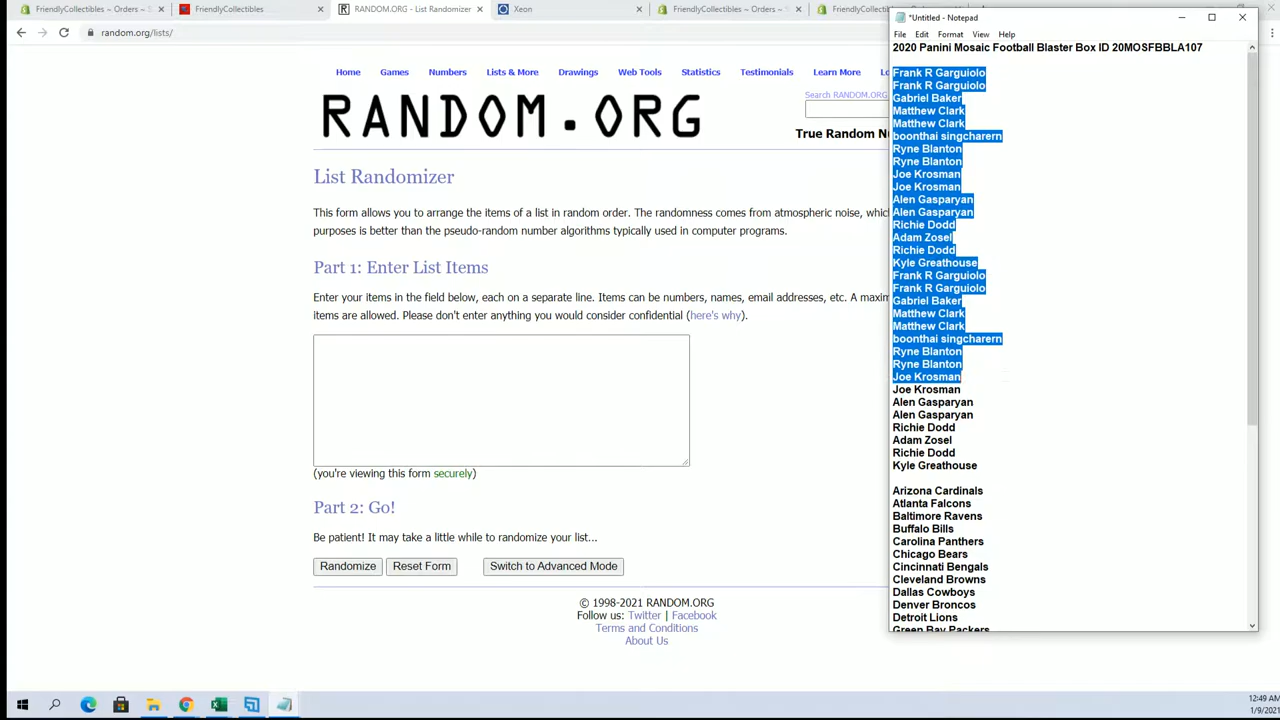 FriendlyCollectibles – Orders – S
FriendlyCollectibles
RANDOM.ORG - List Randomizer
Xeon
FriendlyCollectibles – Orders – S
FriendlyColle
random.org/lists/
Home Games Numbers Lists & More Drawings Web Tools Statistics Testimonials Learn More Lo
Search RANDOM.ORG
RANDOM.ORG
True Random Nu
List Randomizer
This form allows you to arrange the items of a list in random order. The randomness comes from atmospheric noise, whic
purposes is better than the pseudo-random number algorithms typically used in computer programs.
Part 1: Enter List Items
Enter your items in the field below, each on a separate line. Items can be numbers, names, email addresses, etc. A maxim
items are allowed. Please don't enter anything you would consider confidential (here's why).
(you're viewing this form securely)
Part 2: Go!
Be patient! It may take a little while to randomize your list...
Randomize Reset Form Switch to Advanced Mode
© 1998-2021 RANDOM.ORG
Follow us: Twitter | Facebook
Terms and Conditions
About Us
*Untitled - Notepad
File Edit Format View Help
2020 Panini Mosaic Football Blaster Box ID 20MOSFBBLA107
Frank R Garguiolo
Frank R Garguiolo
Gabriel Baker
Matthew Clark
Matthew Clark
boonthai singcharern
Ryne Blanton
Ryne Blanton
Joe Krosman
Joe Krosman
Alen Gasparyan
Alen Gasparyan
Richie Dodd
Adam Zosel
Richie Dodd
Kyle Greathouse
Frank R Garguiolo
Frank R Garguiolo
Gabriel Baker
Matthew Clark
Matthew Clark
boonthai singcharern
Ryne Blanton
Ryne Blanton
Joe Krosman
Joe Krosman
Alen Gasparyan
Alen Gasparyan
Richie Dodd
Adam Zosel
Richie Dodd
Kyle Greathouse
Arizona Cardinals
Atlanta Falcons
Baltimore Ravens
Buffalo Bills
Carolina Panthers
Chicago Bears
Cincinnati Bengals
Cleveland Browns
Dallas Cowboys
Denver Broncos
Detroit Lions
Green Bay Packers
12:49 AM
1/9/2021